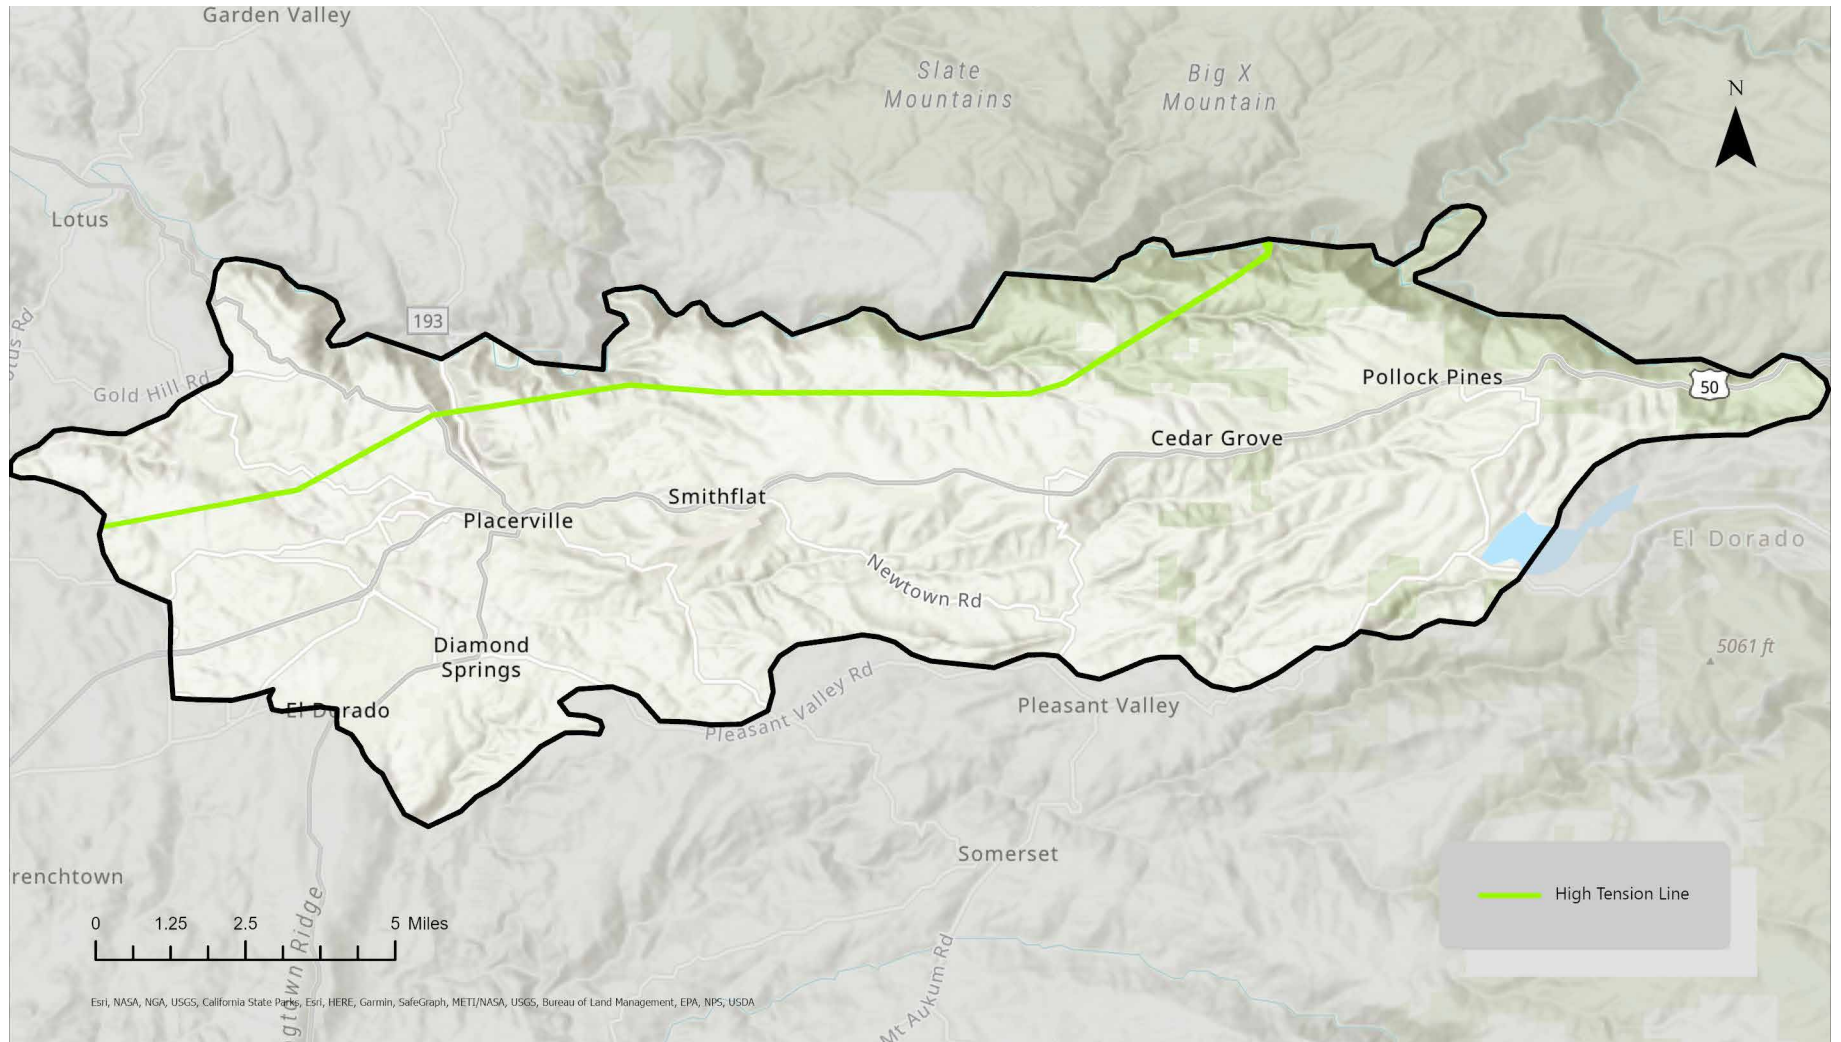 Garden Valley
Slate
Mountains
Big X
Mountain
N
Lotus
193
Gold Hill Rd
Pollock Pines
50
Cedar Grove
Smithflat
Placerville
El Dorado
Newtown Rd
Diamond
Springs
5061 ft
El Dorado
Pleasant Valley Rd
Pleasant Valley
Somerset
renchtown
High Tension Line
0 1.25 2.5 5 Miles
gtown Ridge
Mt Aukum Rd
Esri, NASA, NGA, USGS, California State Parks, Esri, HERE, Garmin, SafeGraph, METI/NASA, USGS, Bureau of Land Management, EPA, NPS, USDA